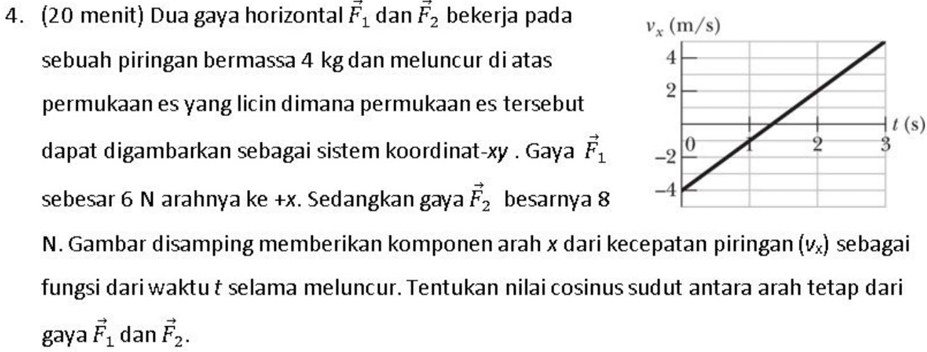 4. (20 menit) Dua gaya horizontal $\vec{F}_1$ dan $\vec{F}_2$ bekerja pada
sebuah piringan bermassa 4 kg dan meluncur di atas
permukaan es yang licin dimana permukaan es tersebut
dapat digambarkan sebagai sistem koordinat-xy . Gaya $\vec{F}_1$
sebesar 6 N arahnya ke +x. Sedangkan gaya $\vec{F}_2$ besarnya 8
N. Gambar disamping memberikan komponen arah x dari kecepatan piringan (vₓ) sebagai
fungsi dari waktu t selama meluncur. Tentukan nilai cosinus sudut antara arah tetap dari
gaya $\vec{F}_1$ dan $\vec{F}_2$.
vₓ (m/s)
4
2
t (s)
0
1
2
3
–2
–4